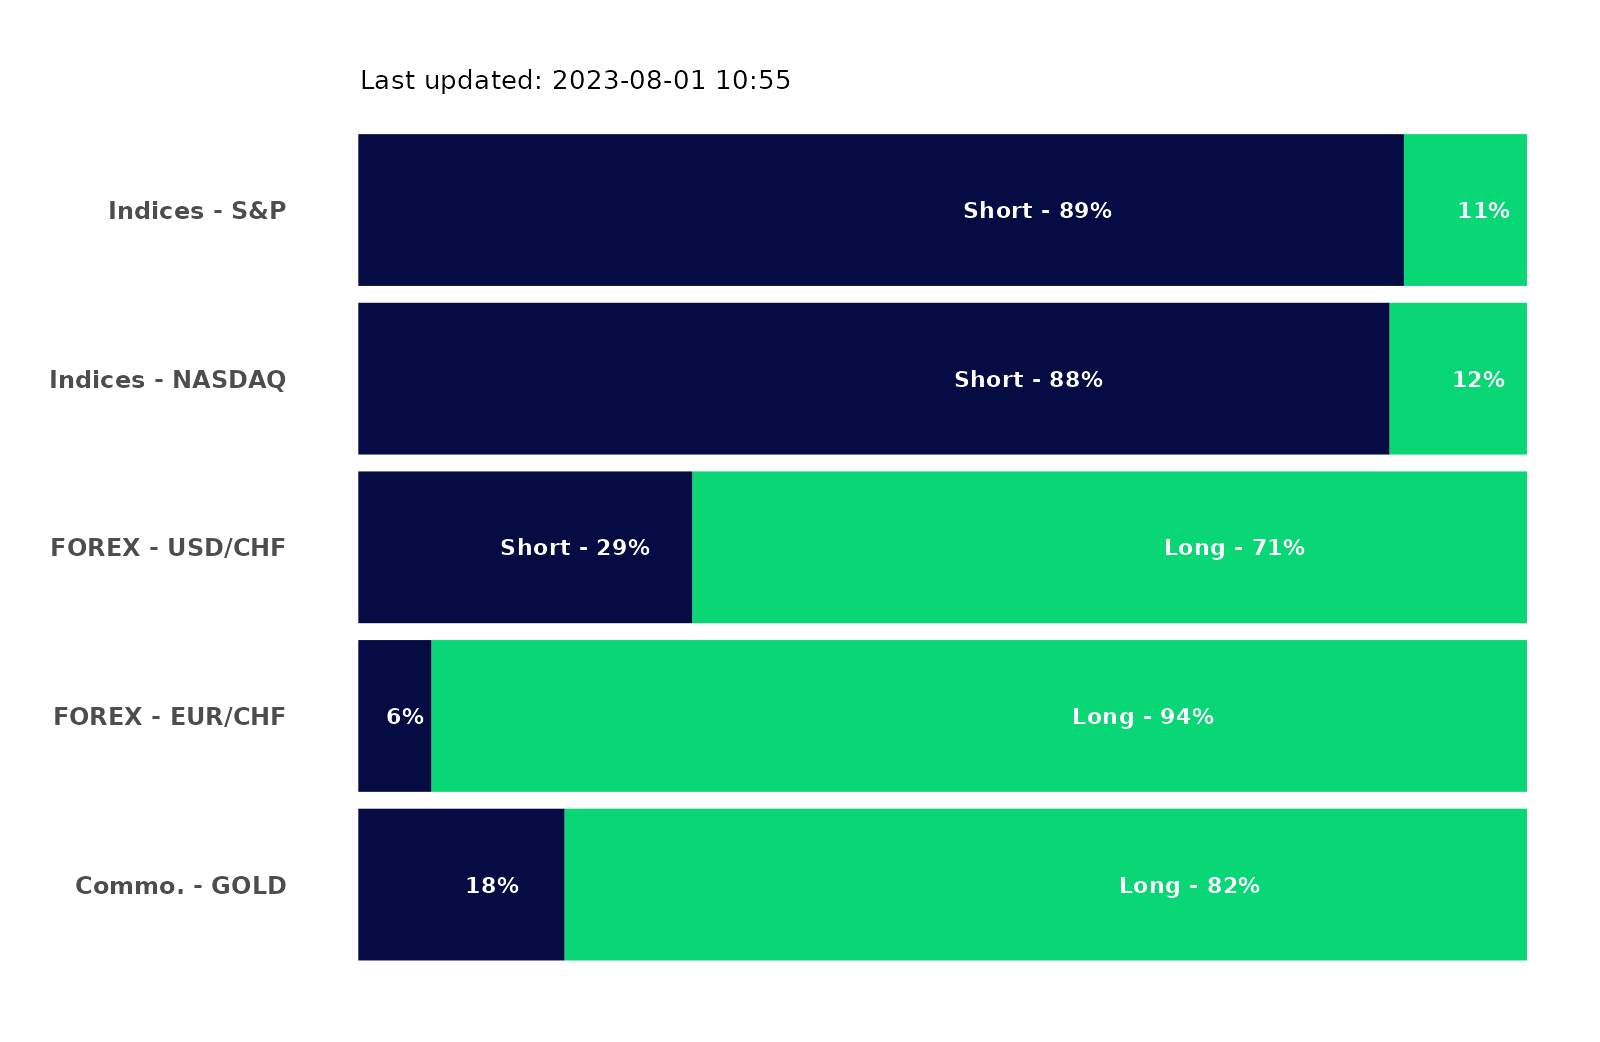 Last updated: 2023-08-01 10:55
Indices - S&P Short - 89% 11%
Indices - NASDAQ Short - 88% 12%
FOREX - USD/CHF Short - 29% Long - 71%
FOREX - EUR/CHF 6% Long - 94%
Commo. - GOLD 18% Long - 82%